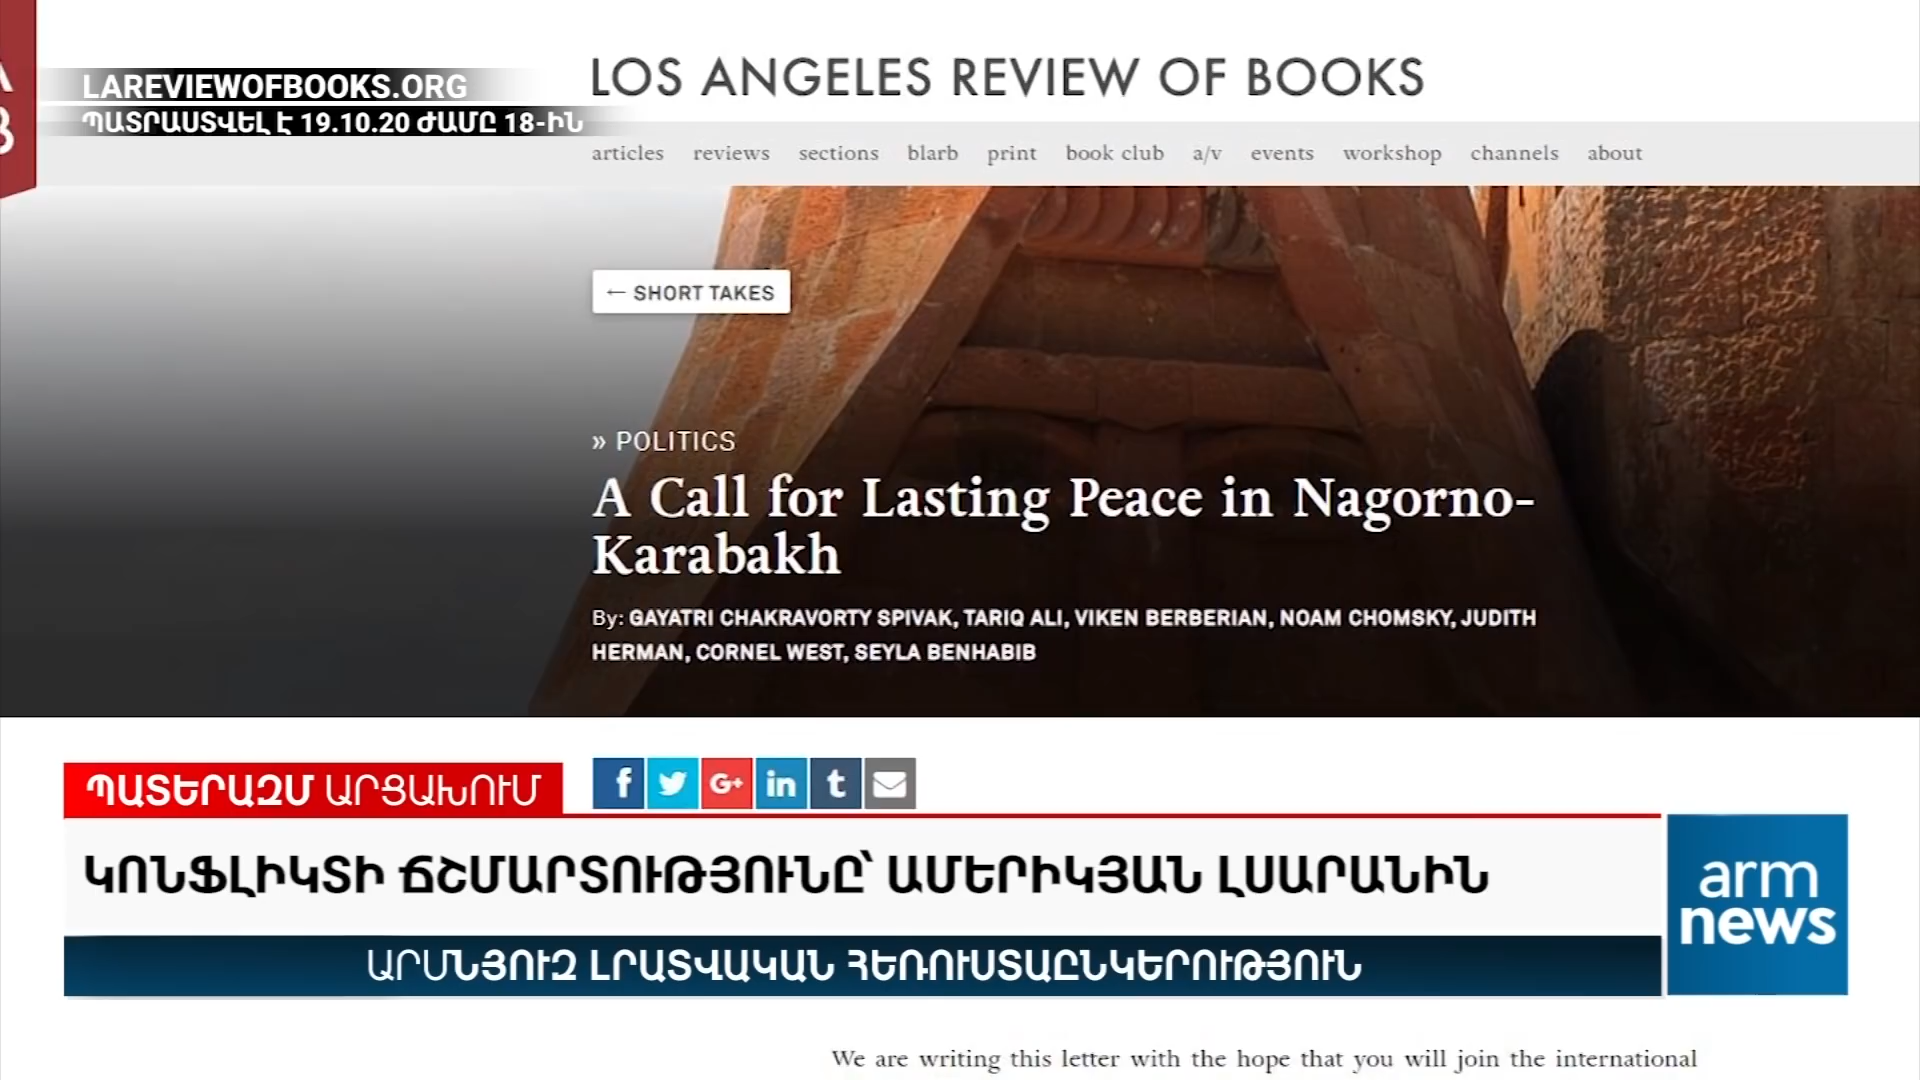 LAREVIEWOFBOOKS.ORG
ՊԱՏՐԱՍՏՎԵԼ Է 19.10.20 ԺԱՄԸ 18-ԻՆ
LOS ANGELES REVIEW OF BOOKS
articles reviews sections blarb print book club a/v events workshop channels about
← SHORT TAKES
» POLITICS
A Call for Lasting Peace in Nagorno-
Karabakh
By: GAYATRI CHAKRAVORTY SPIVAK, TARIQ ALI, VIKEN BERBERIAN, NOAM CHOMSKY, JUDITH
HERMAN, CORNEL WEST, SEYLA BENHABIB
ՊԱՏԵՐԱԶՄ ԱՐՑԱԽՈՒՄ
ԿՈՆՖԼԻԿՏԻ ՃՇՄԱՐՏՈՒԹՅՈՒՆԸ՝ ԱՄԵՐԻԿՅԱՆ ԼՍԱՐԱՆԻՆ
ԱՐՄՆՅՈՒԶ ԼՐԱՏՎԱԿԱՆ ՀԵՌՈՒՍՏԱԸՆԿԵՐՈՒԹՅՈՒՆ
arm
news
We are writing this letter with the hope that you will join the international